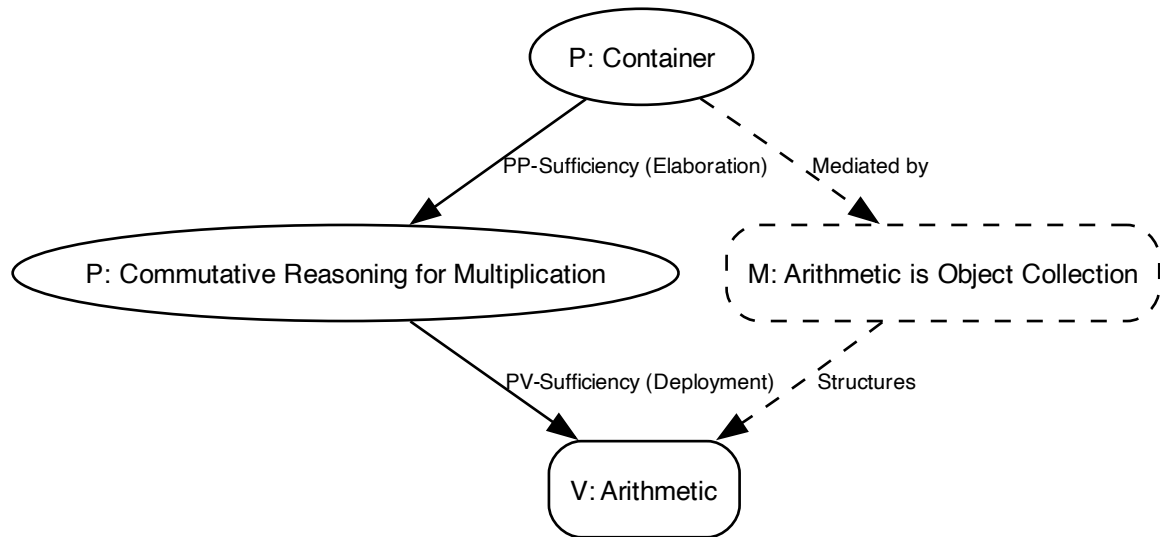 P: Container
PP-Sufficiency (Elaboration)
Mediated by
P: Commutative Reasoning for Multiplication
M: Arithmetic is Object Collection
PV-Sufficiency (Deployment)
Structures
V: Arithmetic